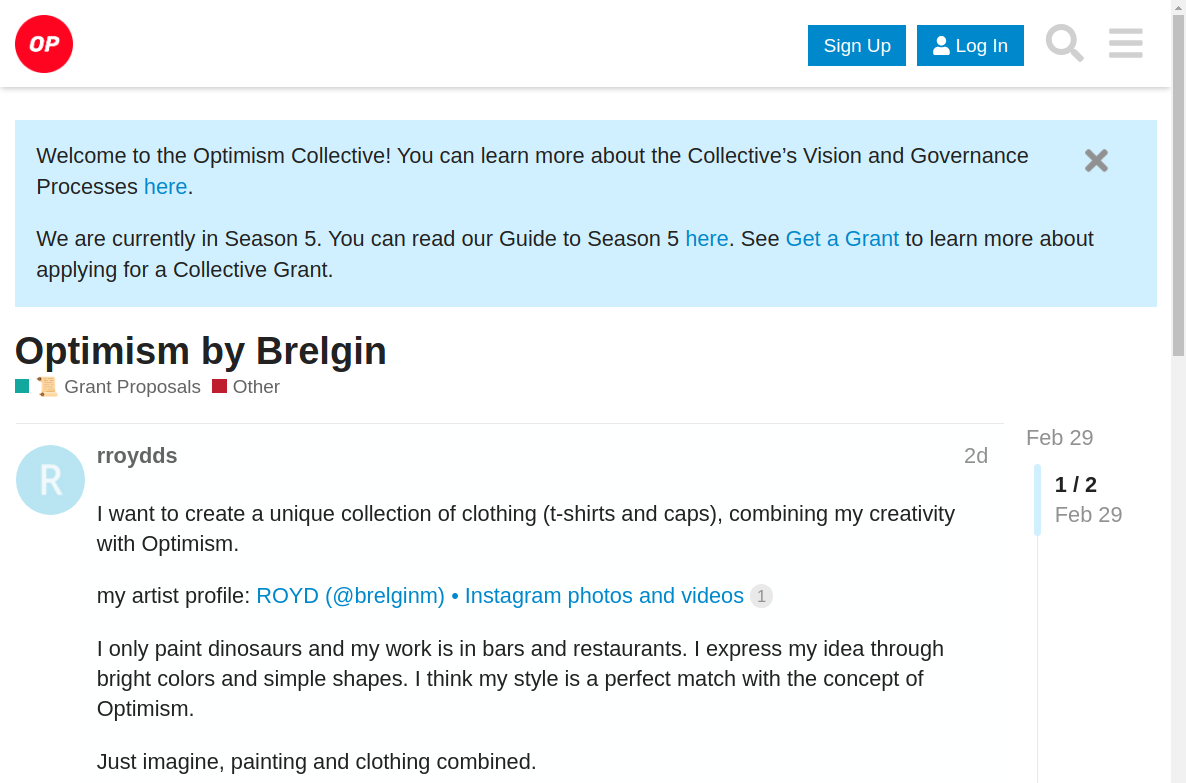 OP
Sign Up
Log In
Welcome to the Optimism Collective! You can learn more about the Collective’s Vision and Governance
Processes here.
We are currently in Season 5. You can read our Guide to Season 5 here. See Get a Grant to learn more about
applying for a Collective Grant.
Optimism by Brelgin
📜 Grant Proposals Other
R
rroydds
2d
I want to create a unique collection of clothing (t-shirts and caps), combining my creativity
with Optimism.
my artist profile: ROYD (@brelginm) • Instagram photos and videos 1
I only paint dinosaurs and my work is in bars and restaurants. I express my idea through
bright colors and simple shapes. I think my style is a perfect match with the concept of
Optimism.
Just imagine, painting and clothing combined.
Feb 29
1 / 2
Feb 29